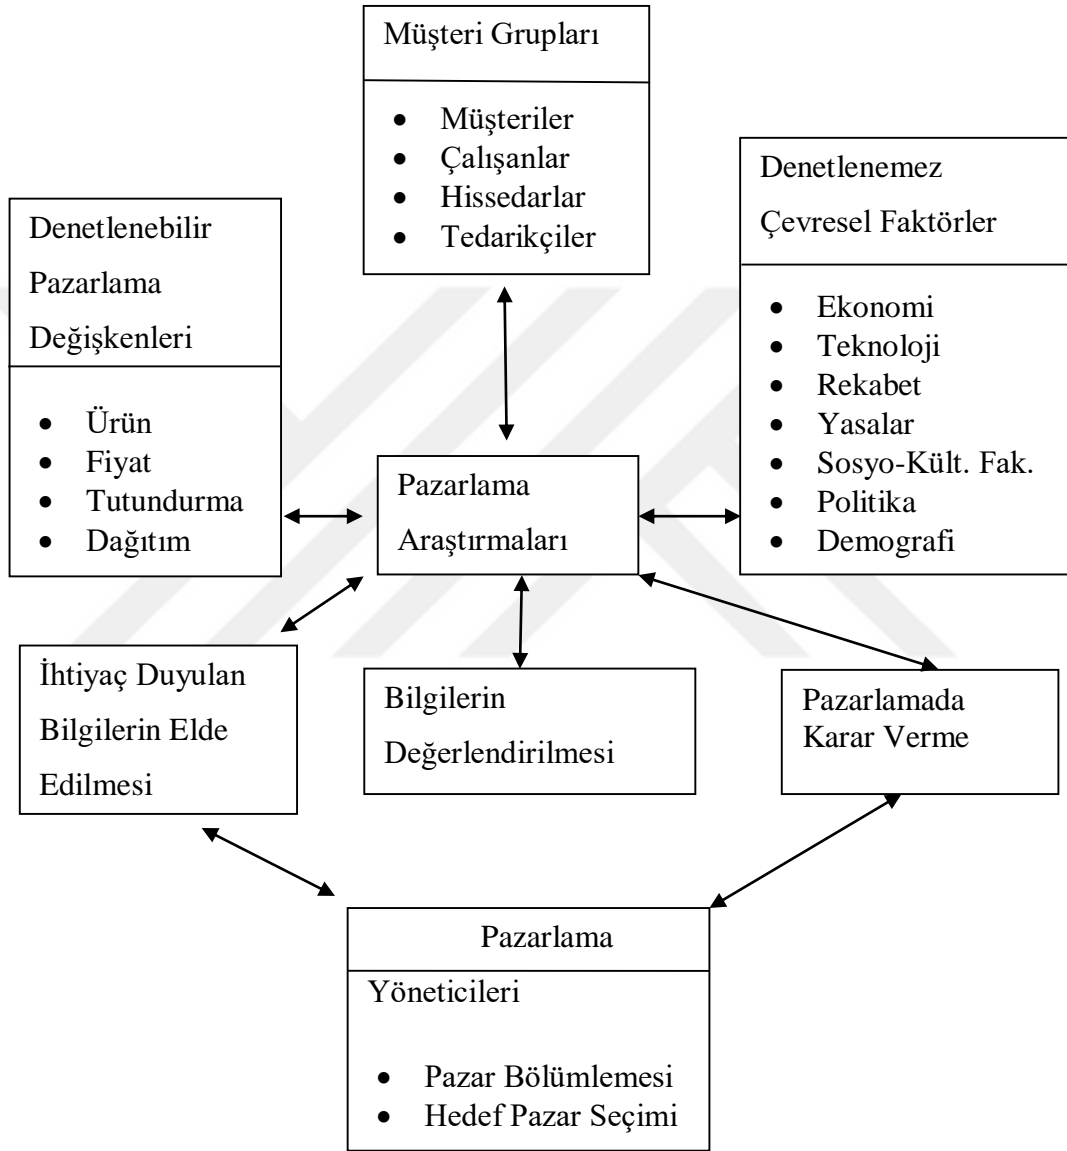 Müşteri Grupları
• Müşteriler
• Çalışanlar
• Hissedarlar
• Tedarikçiler
Denetlenebilir
Pazarlama
Değişkenleri
• Ürün
• Fiyat
• Tutundurma
• Dağıtım
Pazarlama
Araştırmaları
Denetlenemez
Çevresel Faktörler
• Ekonomi
• Teknoloji
• Rekabet
• Yasalar
• Sosyo-Kült. Fak.
• Politika
• Demografi
İhtiyaç Duyulan
Bilgilerin Elde
Edilmesi
Bilgilerin
Değerlendirilmesi
Pazarlamada
Karar Verme
Pazarlama
Yöneticileri
• Pazar Bölümlemesi
• Hedef Pazar Seçimi